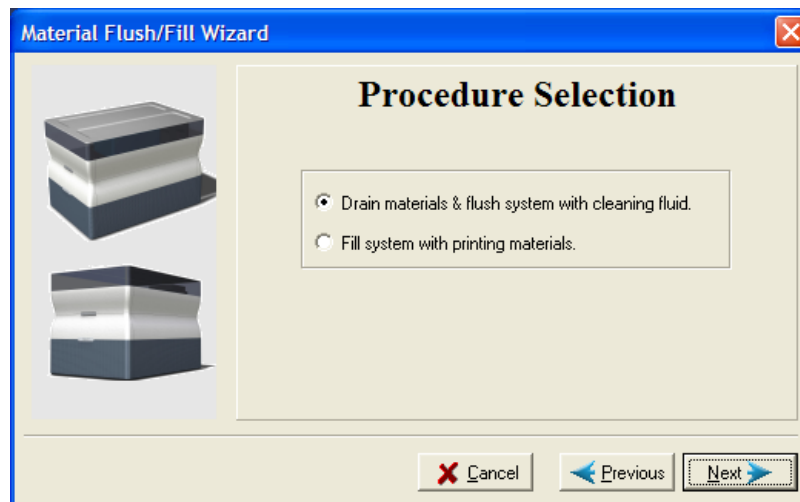 Material Flush/Fill Wizard
Procedure Selection
Drain materials & flush system with cleaning fluid.
Fill system with printing materials.
Cancel
Previous
Next